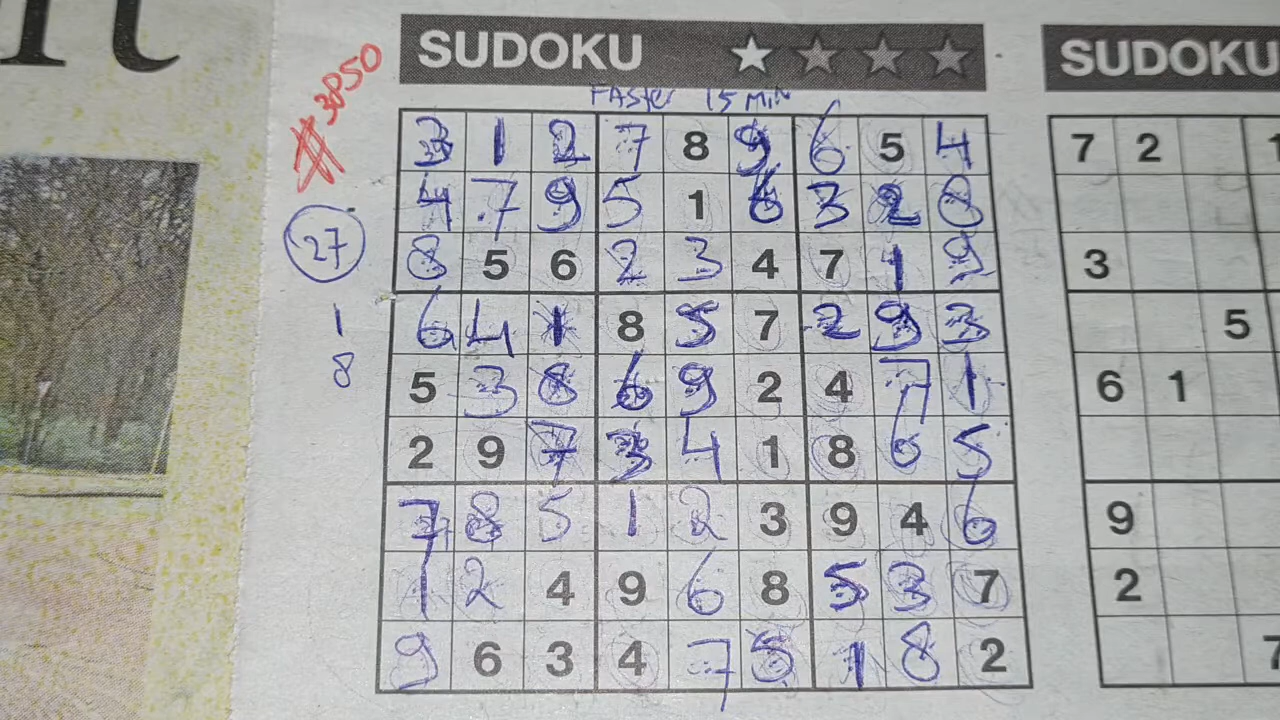 rt
#3950
SUDOKU
SUDOKU
FASTER 15 MIN
27
1
8
3 1 2 7 8 9 6 5 4
4 7 9 5 1 6 3 2 8
8 5 6 2 3 4 7 1 9
6 4 1 8 5 7 2 9 3
5 3 8 6 9 2 4 7 1
2 9 7 3 4 1 8 6 5
7 8 5 1 2 3 9 4 6
1 2 4 9 6 8 5 3 7
9 6 3 4 7 5 1 8 2
7 2 1
3
5
6 1
9
2
7